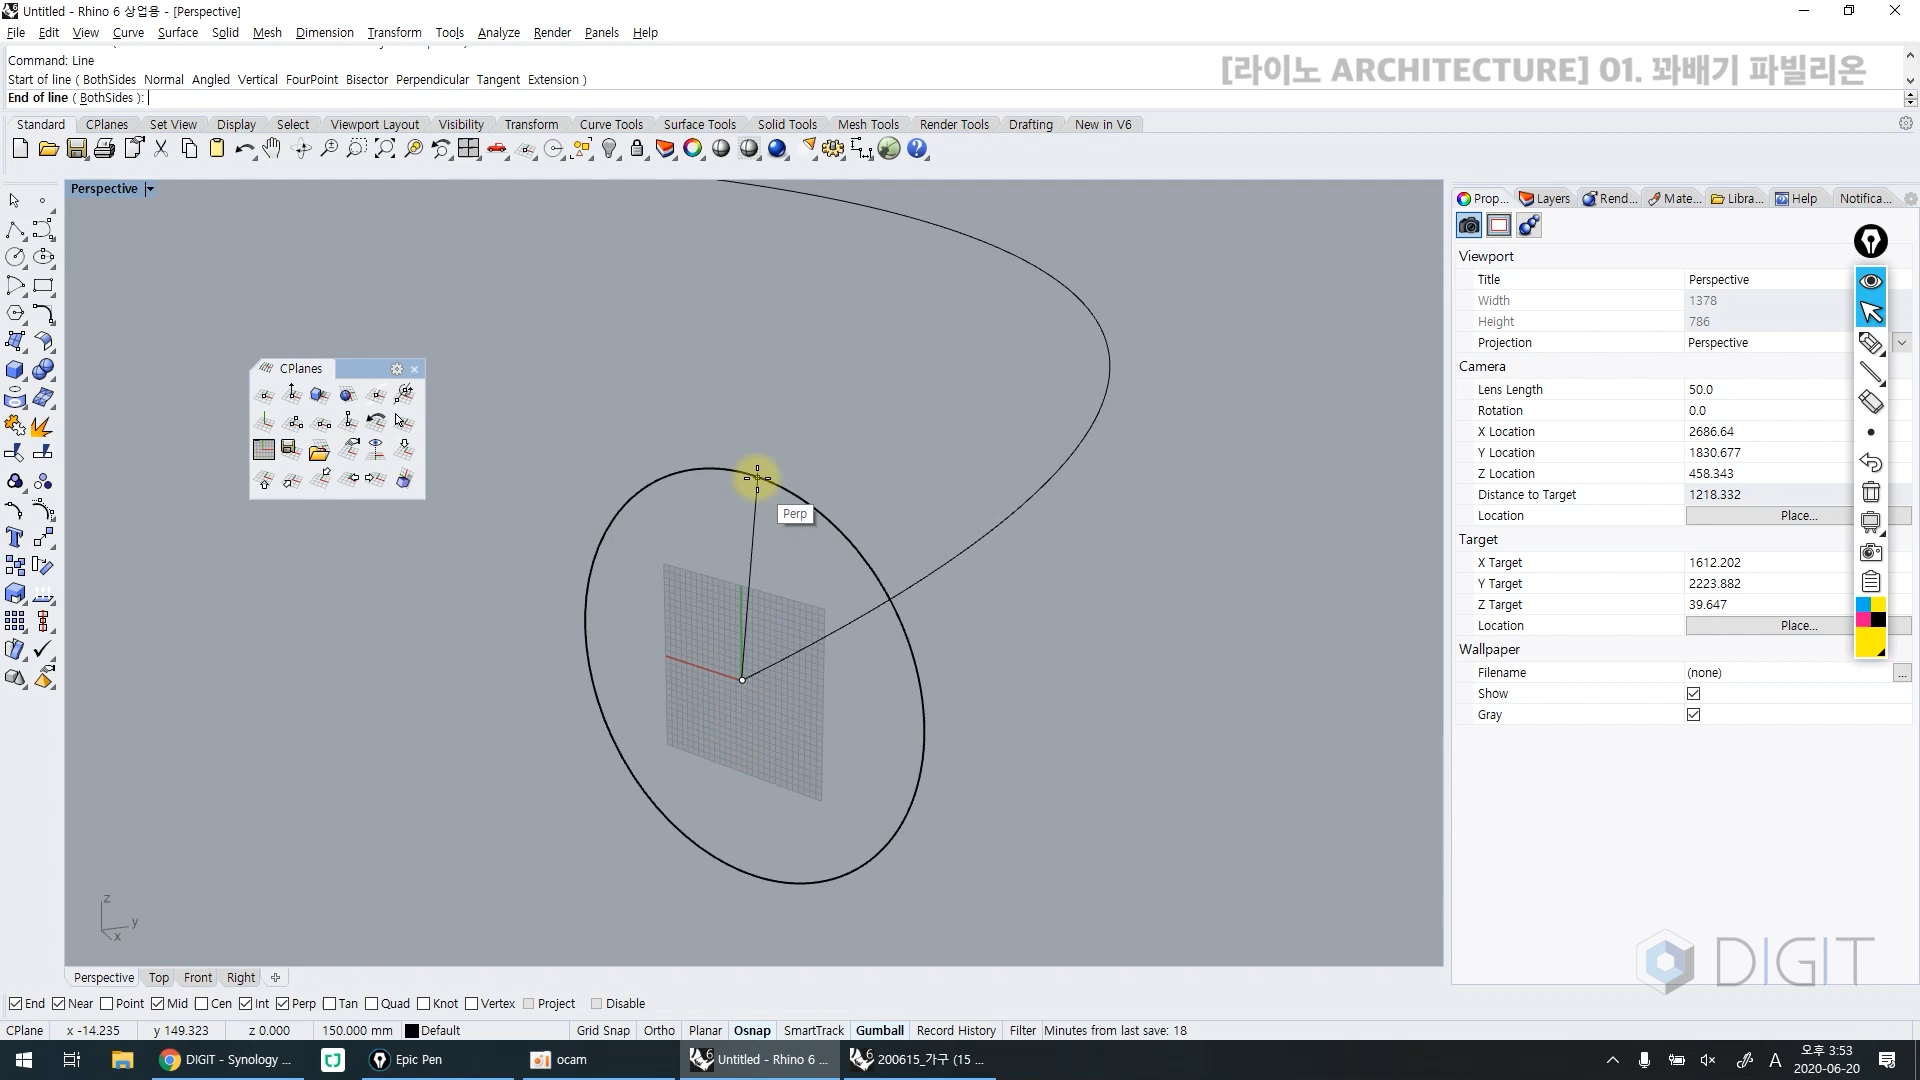 Untitled - Rhino 6 상업용 - [Perspective]
File Edit View Curve Surface Solid Mesh Dimension Transform Tools Analyze Render Panels Help
Command: Line
Start of line ( BothSides Normal Angled Vertical FourPoint Bisector Perpendicular Tangent Extension )
End of line ( BothSides ):
[라이노 ARCHITECTURE] 01. 꽈배기 파빌리온
Standard CPlanes Set View Display Select Viewport Layout Visibility Transform Curve Tools Surface Tools Solid Tools Mesh Tools Render Tools Drafting New in V6
Perspective
Prop... Layers Rend... Mate... Libra... Help Notifica...
Viewport
Title Perspective
Width 1378
Height 786
Projection Perspective
Camera
Lens Length 50.0
Rotation 0.0
X Location 2686.64
Y Location 1830.677
Z Location 458.343
Distance to Target 1218.332
Location Place...
Target
X Target 1612.202
Y Target 2223.882
Z Target 39.647
Location Place...
Wallpaper
Filename (none) ...
Show
Gray
CPlanes
Perp
z
y
x
DIGIT
Perspective Top Front Right
End Near Point Mid Cen Int Perp Tan Quad Knot Vertex Project Disable
CPlane x -14.235 y 149.323 z 0.000 150.000 mm Default Grid Snap Ortho Planar Osnap SmartTrack Gumball Record History Filter Minutes from last save: 18
DIGIT - Synology ... Epic Pen ocam Untitled - Rhino 6 ... 200615_가구 (15 ... A 오후 3:53
2020-06-20